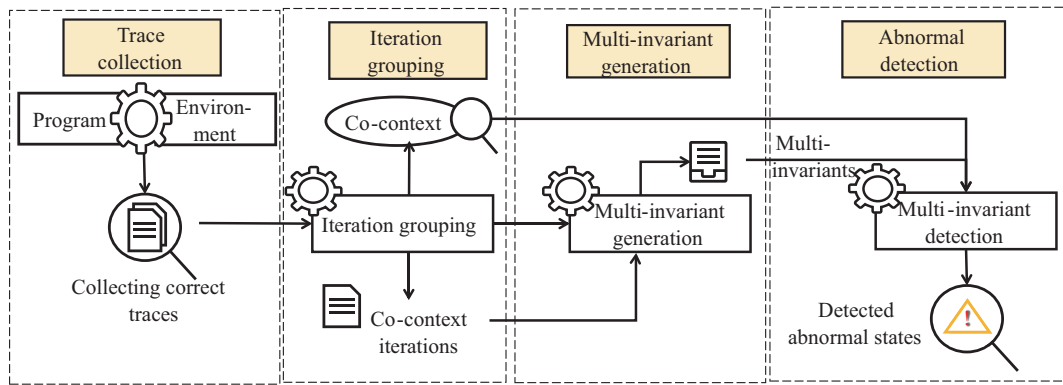 Trace
collection
Program
Environ-
ment
Collecting correct
traces
Iteration
grouping
Co-context
Iteration grouping
Co-context
iterations
Multi-invariant
generation
Multi-invariant
generation
Abnormal
detection
Multi-
invariants
Multi-invariant
detection
Detected
abnormal states